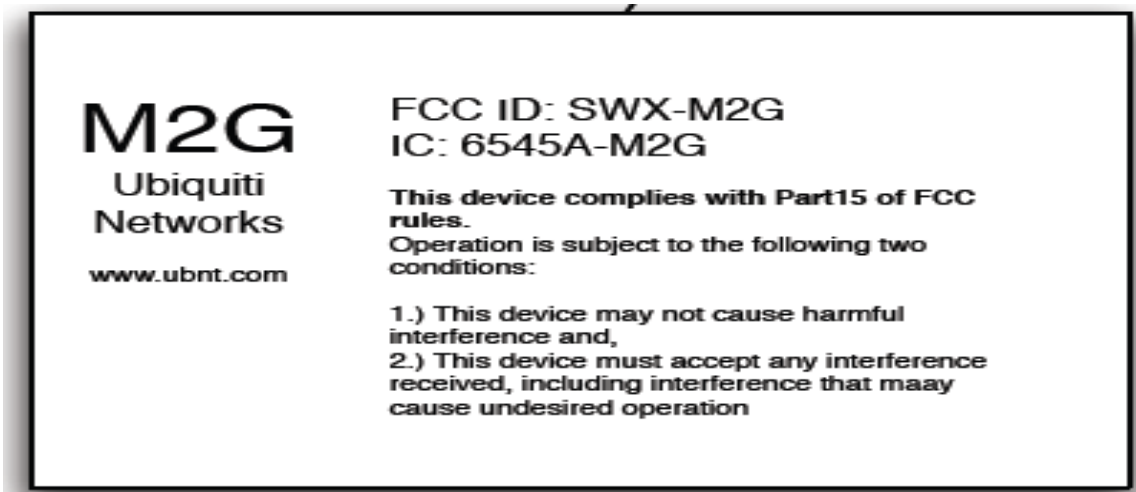 M2G
Ubiquiti
Networks
www.ubnt.com
FCC ID: SWX-M2G
IC: 6545A-M2G
This device complies with Part15 of FCC
rules.
Operation is subject to the following two
conditions:
1.) This device may not cause harmful
interference and,
2.) This device must accept any interference
received, including interference that maay
cause undesired operation